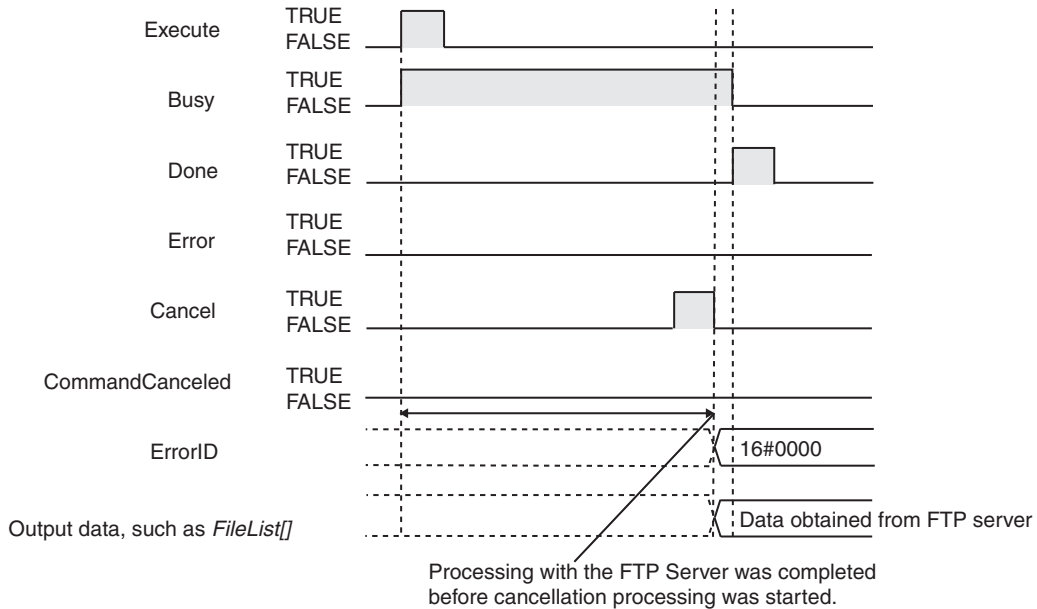 Execute
TRUE
FALSE
Busy
TRUE
FALSE
Done
TRUE
FALSE
Error
TRUE
FALSE
Cancel
TRUE
FALSE
CommandCanceled
TRUE
FALSE
ErrorID
16#0000
Output data, such as FileList[]
Data obtained from FTP server
Processing with the FTP Server was completed
before cancellation processing was started.